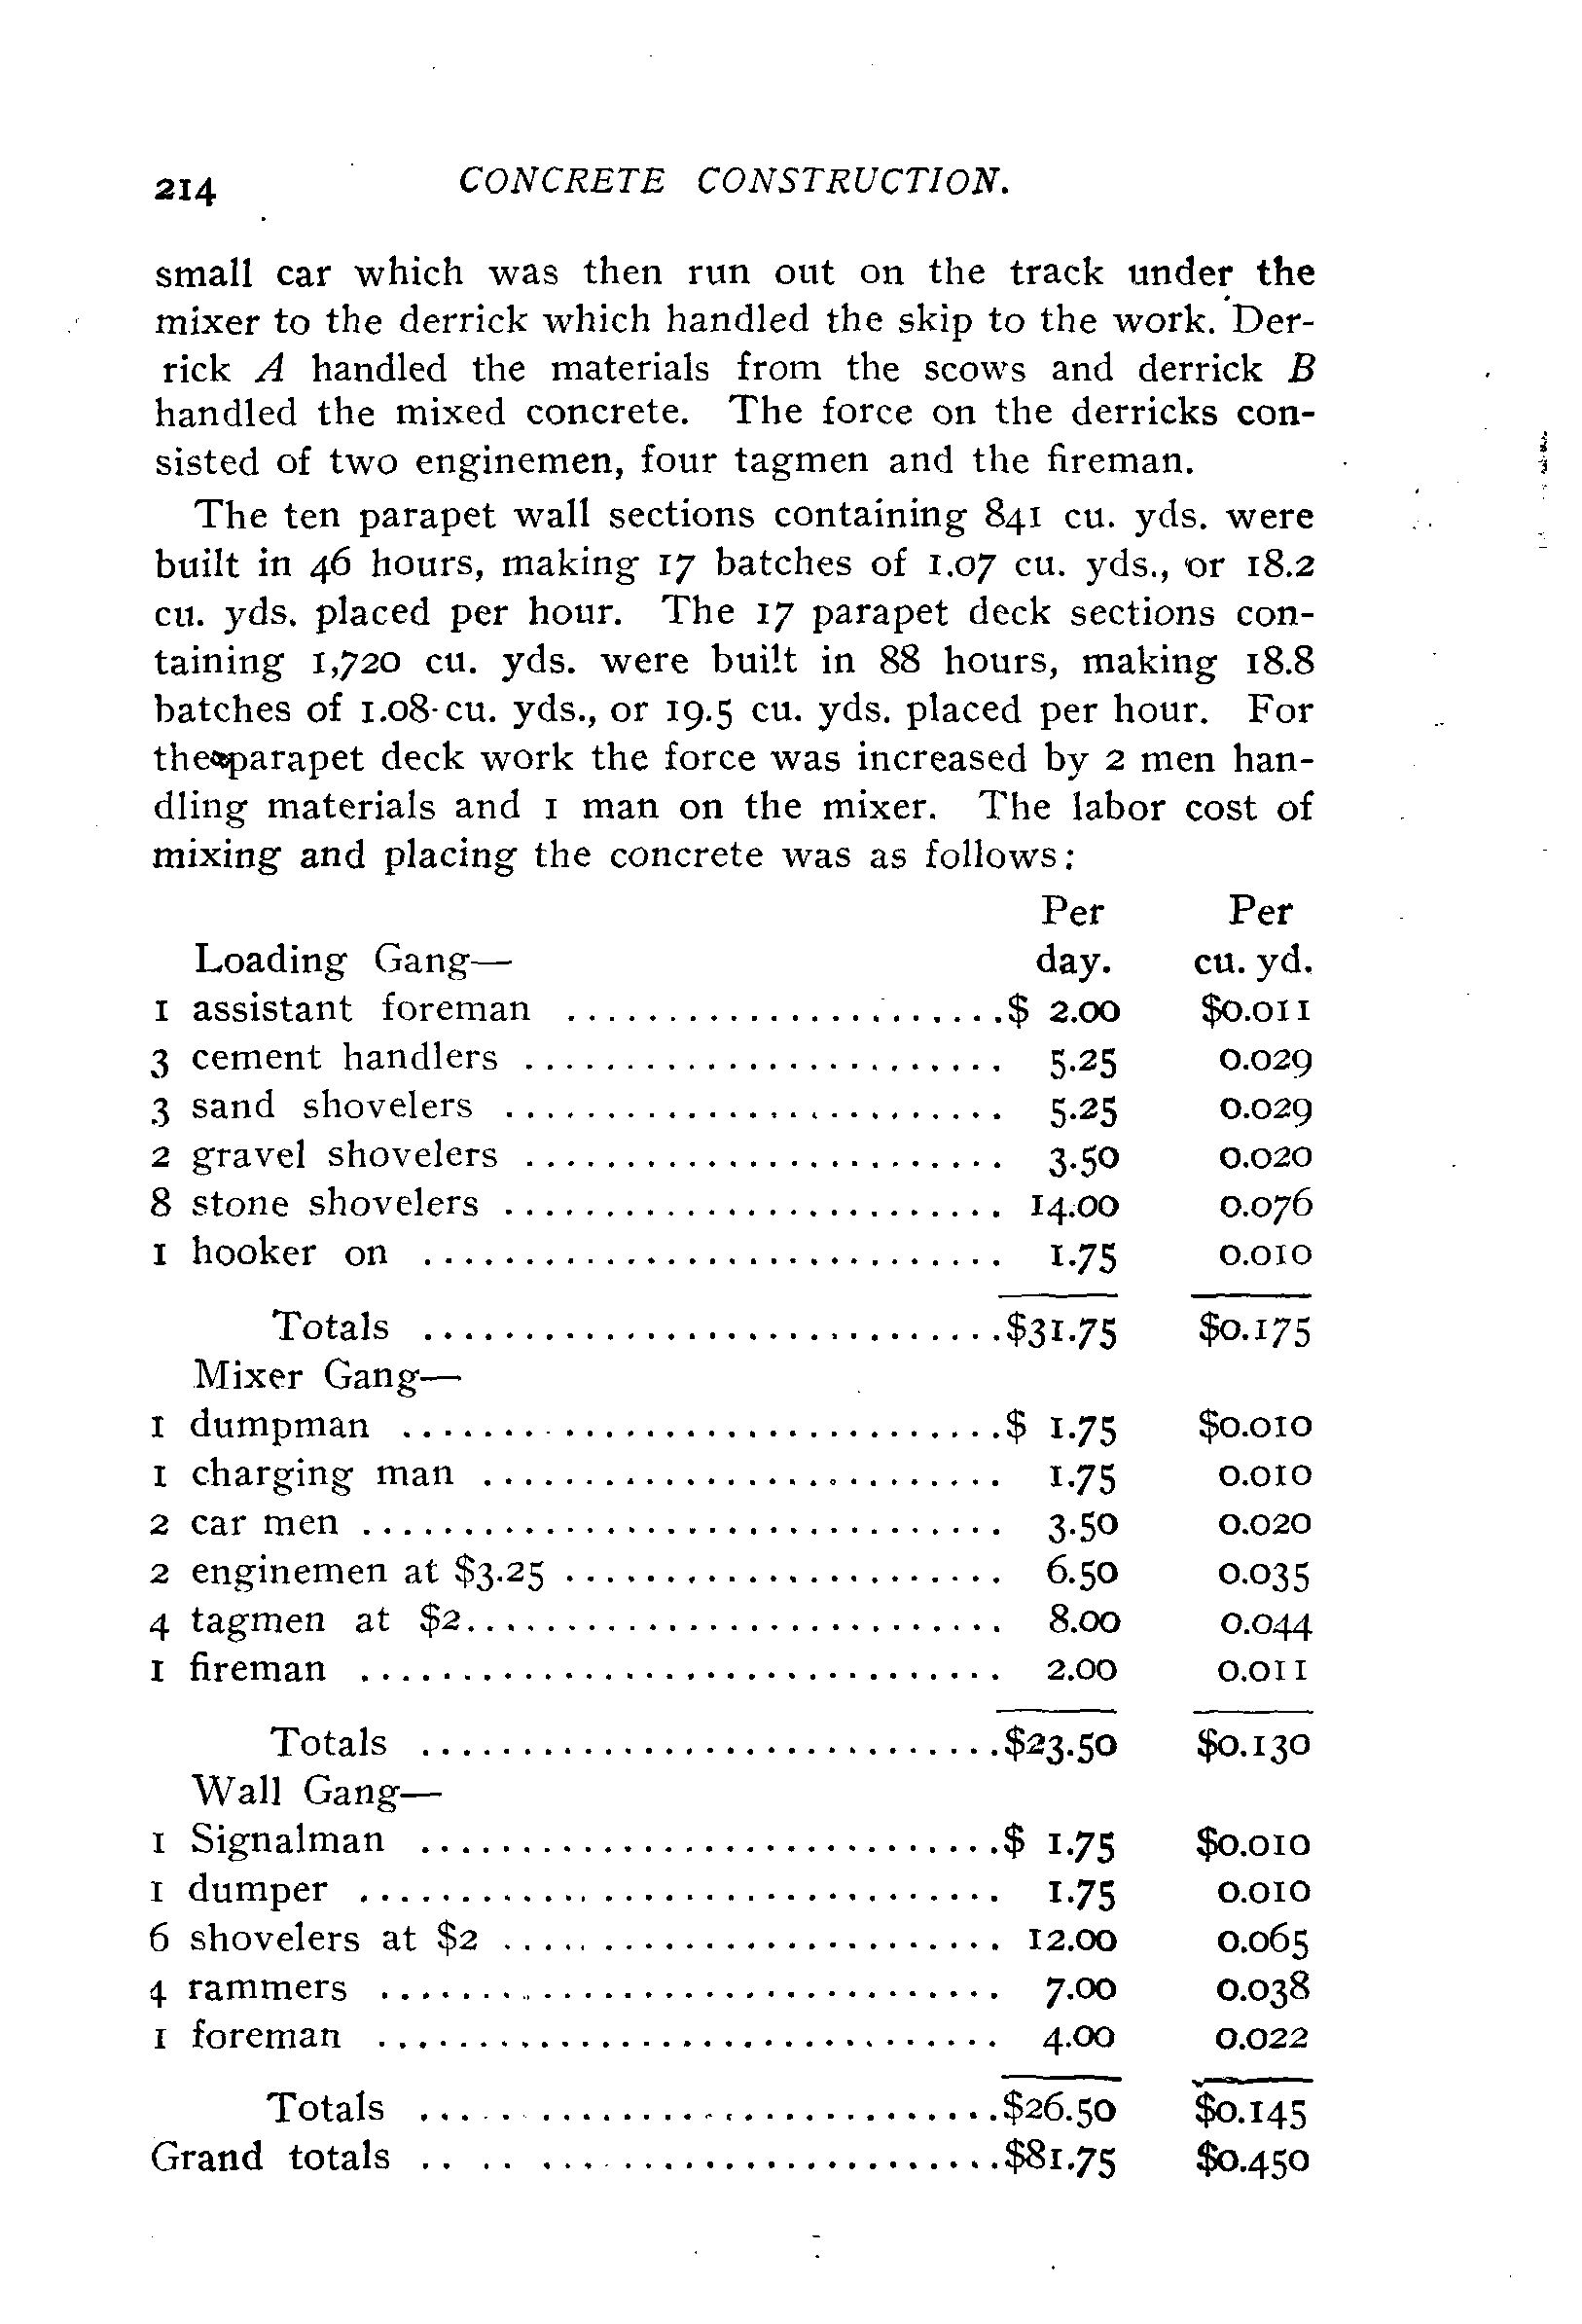 214 CONCRETE CONSTRUCTION.
small car which was then run out on the track under the
mixer to the derrick which handled the skip to the work. Der-
rick A handled the materials from the scows and derrick B
handled the mixed concrete. The force on the derricks con-
sisted of two enginemen, four tagmen and the fireman.
The ten parapet wall sections containing 841 cu. yds. were
built in 46 hours, making 17 batches of 1.07 cu. yds., or 18.2
cu. yds. placed per hour. The 17 parapet deck sections con-
taining 1,720 cu. yds. were built in 88 hours, making 18.8
batches of 1.08 cu. yds., or 19.5 cu. yds. placed per hour. For
the parapet deck work the force was increased by 2 men han-
dling materials and 1 man on the mixer. The labor cost of
mixing and placing the concrete was as follows:
Per Per
Loading Gang— day. cu. yd.
1 assistant foreman ......................$ 2.00 $0.011
3 cement handlers ........................ 5.25 0.029
3 sand shovelers ......................... 5.25 0.029
2 gravel shovelers ........................ 3.50 0.020
8 stone shovelers ......................... 14.00 0.076
1 hooker on ............................. 1.75 0.010
Totals .............................$31.75 $0.175
Mixer Gang—
1 dumpman ..............................$ 1.75 $0.010
1 charging man .......................... 1.75 0.010
2 car men ................................ 3.50 0.020
2 enginemen at $3.25 ...................... 6.50 0.035
4 tagmen at $2........................... 8.00 0.044
1 fireman ................................ 2.00 0.011
Totals .............................$23.50 $0.130
Wall Gang—
1 Signalman .............................$ 1.75 $0.010
1 dumper ................................ 1.75 0.010
6 shovelers at $2 ......................... 12.00 0.065
4 rammers ............................... 7.00 0.038
1 foreman ............................... 4.00 0.022
Totals .............................$26.50 $0.145
Grand totals .............................$81.75 $0.450